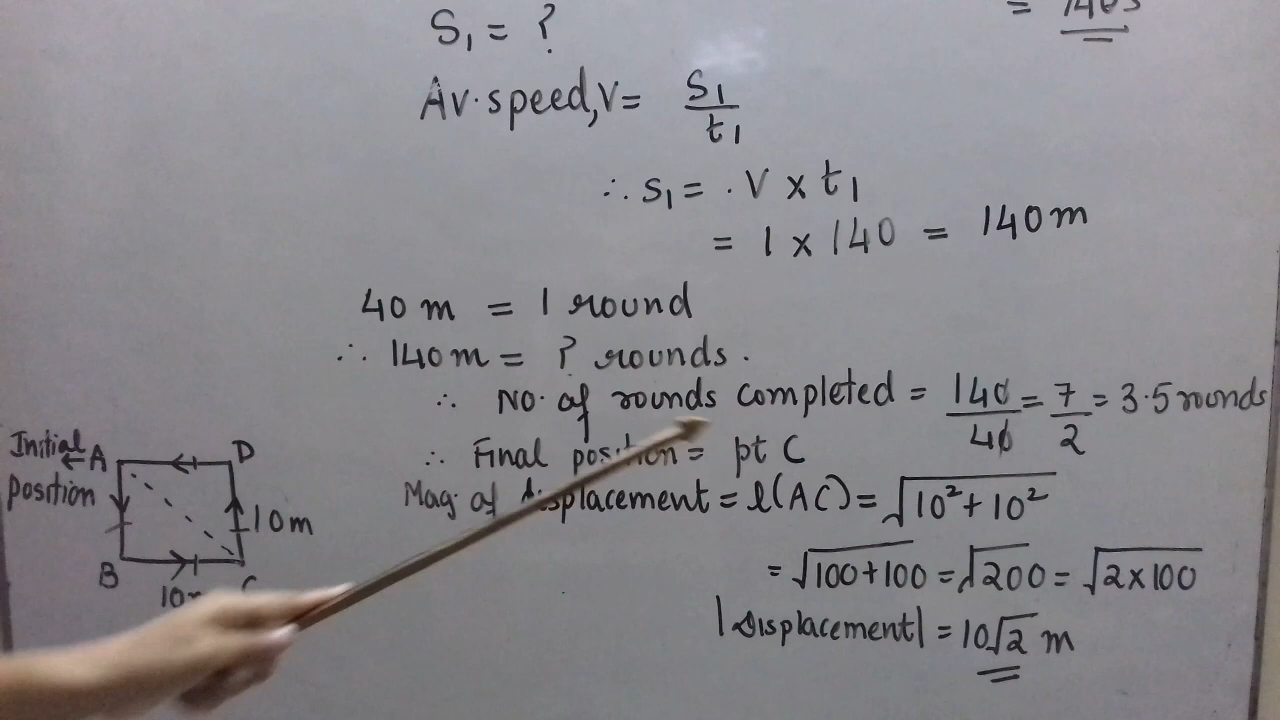 S₁ = ?
= 140s
Av. speed, V = S₁/t₁
∴ S₁ = . V x t₁
= 1 x 140 = 140 m
40 m = 1 round
∴ 140 m = ? rounds.
∴ No. of rounds completed = 140/40 = 7/2 = 3.5 rounds
∴ Final position = pt C
Mag. of displacement = l(AC) = √(10² + 10²)
= √(100+100) = √200 = √(2x100)
|Displacement| = 10√2 m
Initial ← A D
position
10 m
B C